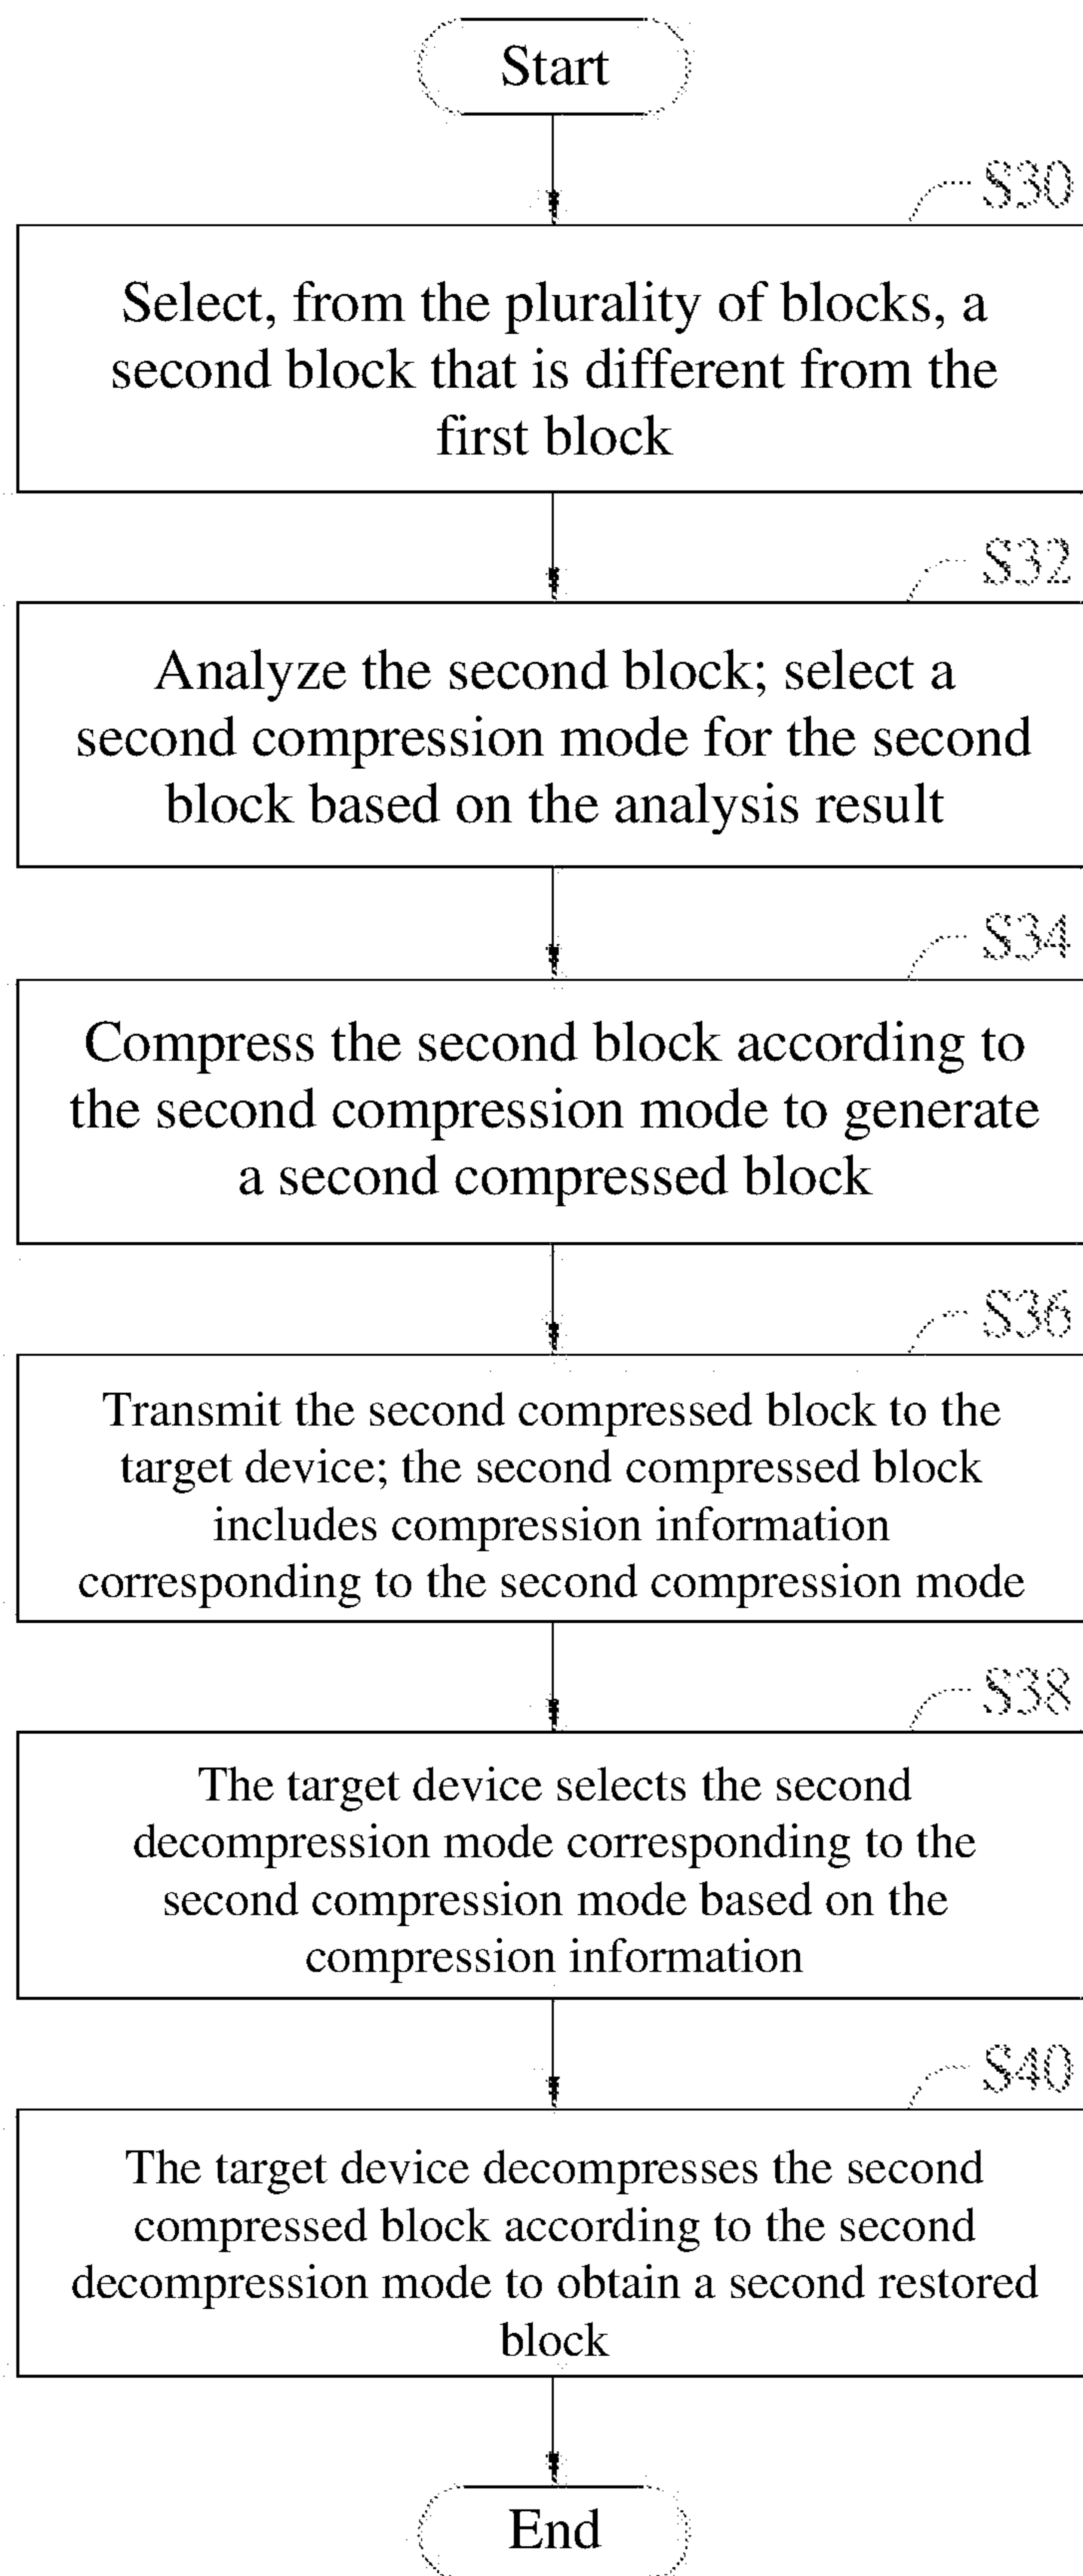 Start
S30
Select, from the plurality of blocks, a
second block that is different from the
first block
S32
Analyze the second block; select a
second compression mode for the second
block based on the analysis result
S34
Compress the second block according to
the second compression mode to generate
a second compressed block
S36
Transmit the second compressed block to the
target device; the second compressed block
includes compression information
corresponding to the second compression mode
S38
The target device selects the second
decompression mode corresponding to the
second compression mode based on the
compression information
S40
The target device decompresses the second
compressed block according to the second
decompression mode to obtain a second restored
block
End